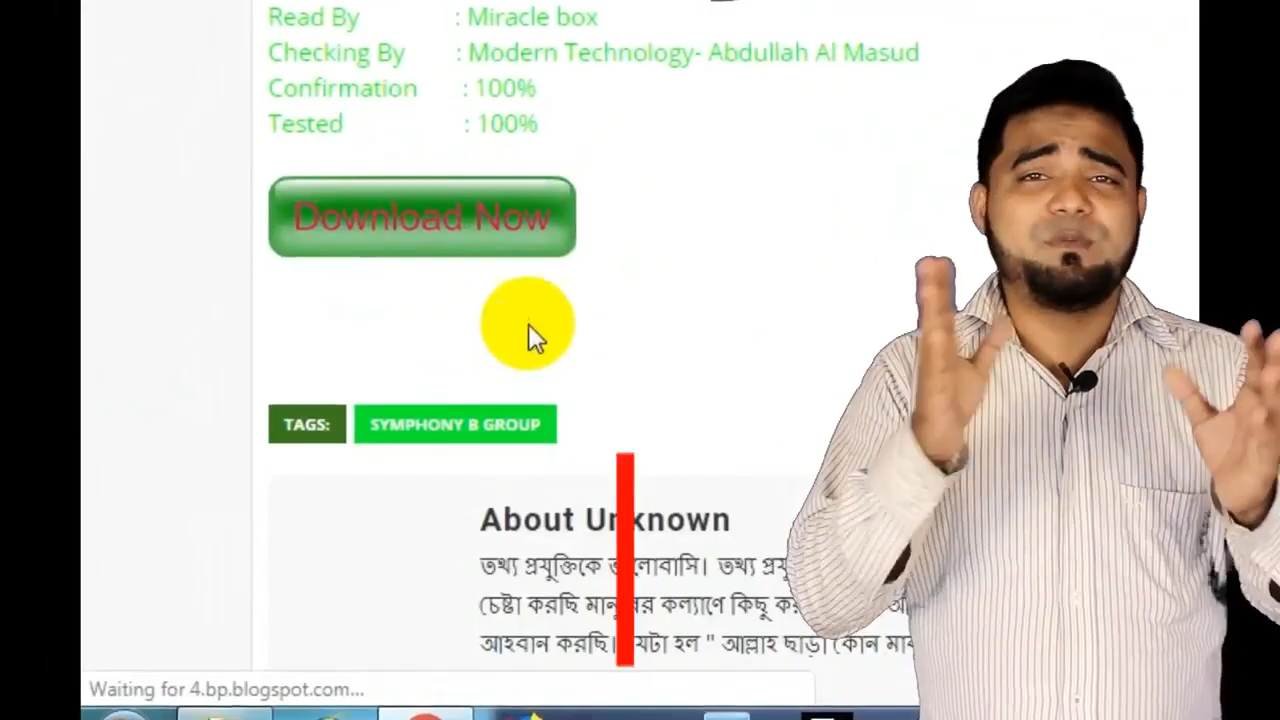 Read By : Miracle box
Checking By : Modern Technology- Abdullah Al Masud
Confirmation : 100%
Tested : 100%
Download Now
TAGS: SYMPHONY B GROUP
About Unknown
তথ্য প্রযুক্তিকে ভালোবাসি। তথ্য
চেষ্টা করছি মানুষের কল্যাণে কিছু
আহবান করছি। যেটা হল " আল্লাহ ছাড়া কোন
Waiting for 4.bp.blogspot.com...